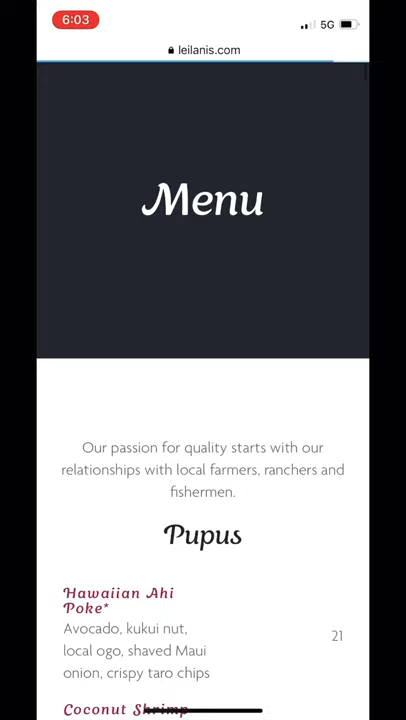 6:03
5G
leilanis.com
Menu
Our passion for quality starts with our
relationships with local farmers, ranchers and
fishermen.
Pupus
Hawaiian Ahi
Poke*
Avocado, kukui nut,
local ogo, shaved Maui
onion, crispy taro chips
21
Coconut Shrimp